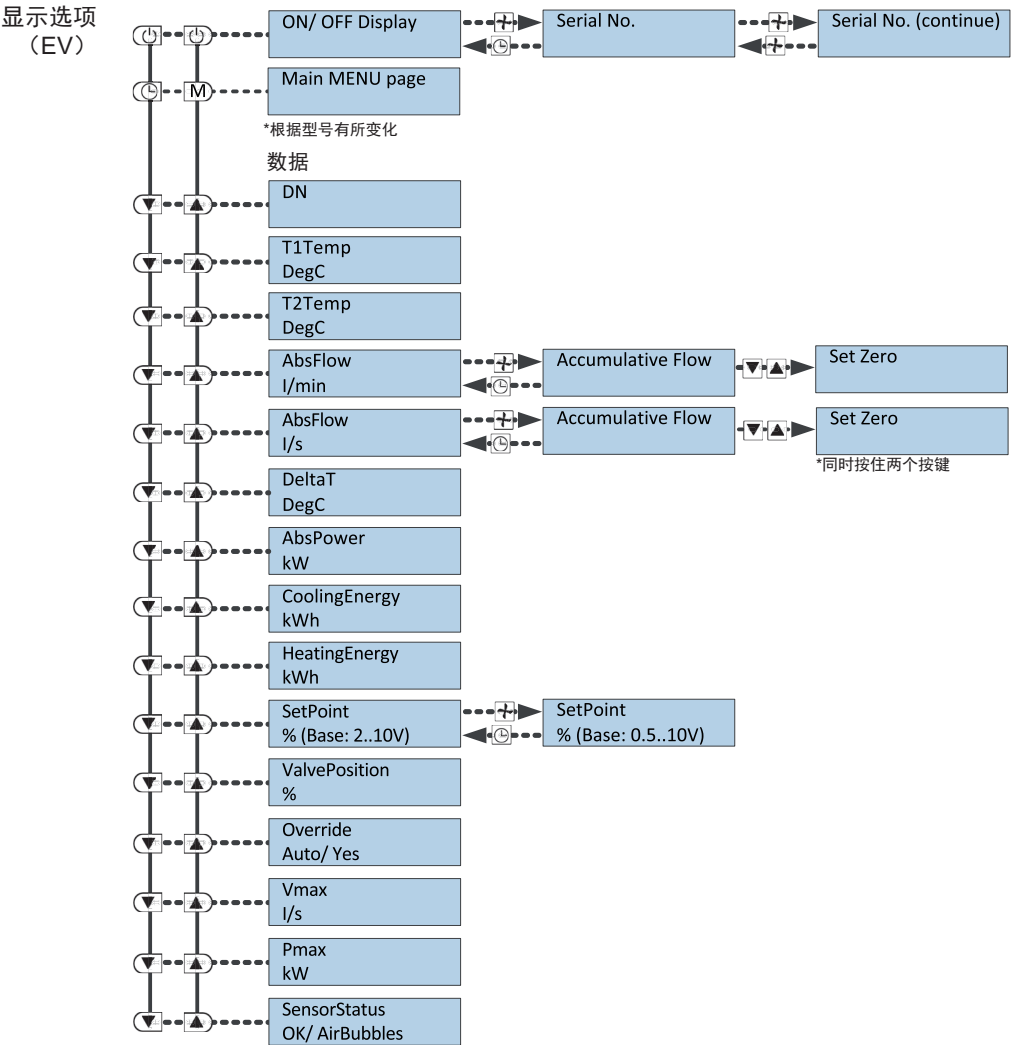 显示选项
（EV）
ON/ OFF Display
Serial No.
Serial No. (continue)
M
Main MENU page
*根据型号有所变化
数据
DN
T1Temp
DegC
T2Temp
DegC
AbsFlow
l/min
Accumulative Flow
Set Zero
AbsFlow
l/s
Accumulative Flow
Set Zero
*同时按住两个按键
DeltaT
DegC
AbsPower
kW
CoolingEnergy
kWh
HeatingEnergy
kWh
SetPoint
% (Base: 2..10V)
SetPoint
% (Base: 0.5..10V)
ValvePosition
%
Override
Auto/ Yes
Vmax
l/s
Pmax
kW
SensorStatus
OK/ AirBubbles